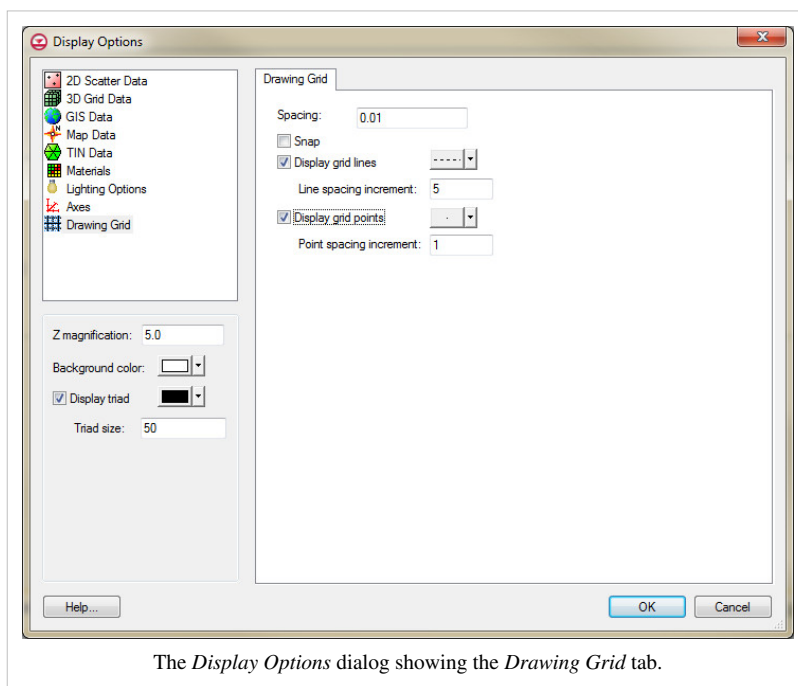 Display Options
2D Scatter Data
3D Grid Data
GIS Data
Map Data
TIN Data
Materials
Lighting Options
Axes
Drawing Grid
Z magnification: 5.0
Background color:
Display triad
Triad size: 50
Drawing Grid
Spacing: 0.01
Snap
Display grid lines
Line spacing increment: 5
Display grid points
Point spacing increment: 1
Help...
OK Cancel
The Display Options dialog showing the Drawing Grid tab.